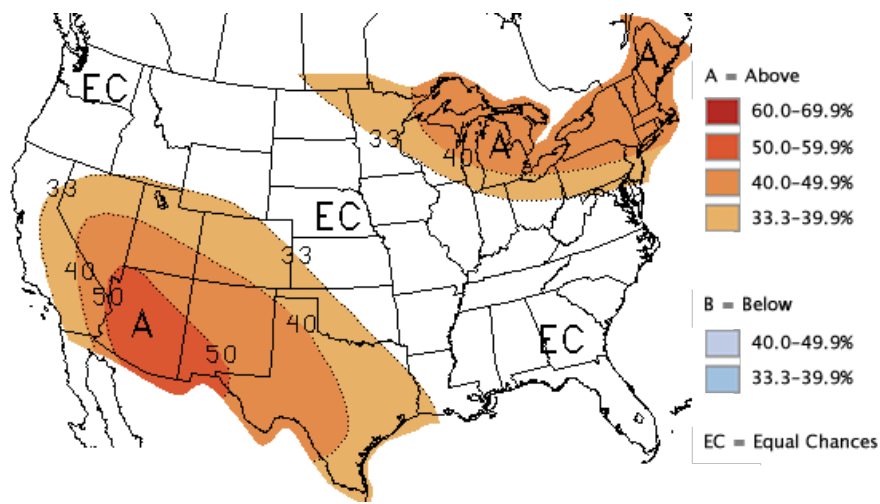 EC
A
33
40
A
33
EC
33
40
50
A
40
50
EC
A = Above
60.0-69.9%
50.0-59.9%
40.0-49.9%
33.3-39.9%
B = Below
40.0-49.9%
33.3-39.9%
EC = Equal Chances